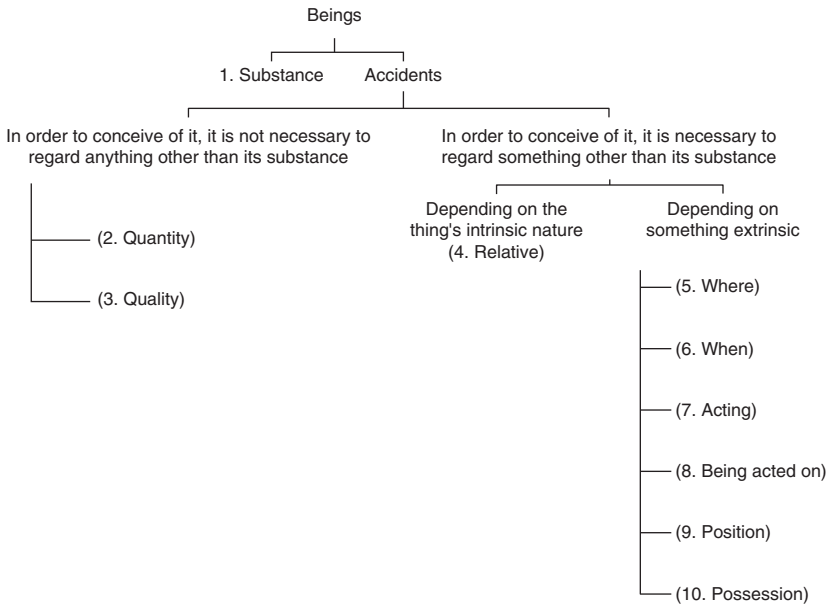 Beings
1. Substance
Accidents
In order to conceive of it, it is not necessary to
regard anything other than its substance
(2. Quantity)
(3. Quality)
In order to conceive of it, it is necessary to
regard something other than its substance
Depending on the
thing's intrinsic nature
(4. Relative)
Depending on
something extrinsic
(5. Where)
(6. When)
(7. Acting)
(8. Being acted on)
(9. Position)
(10. Possession)